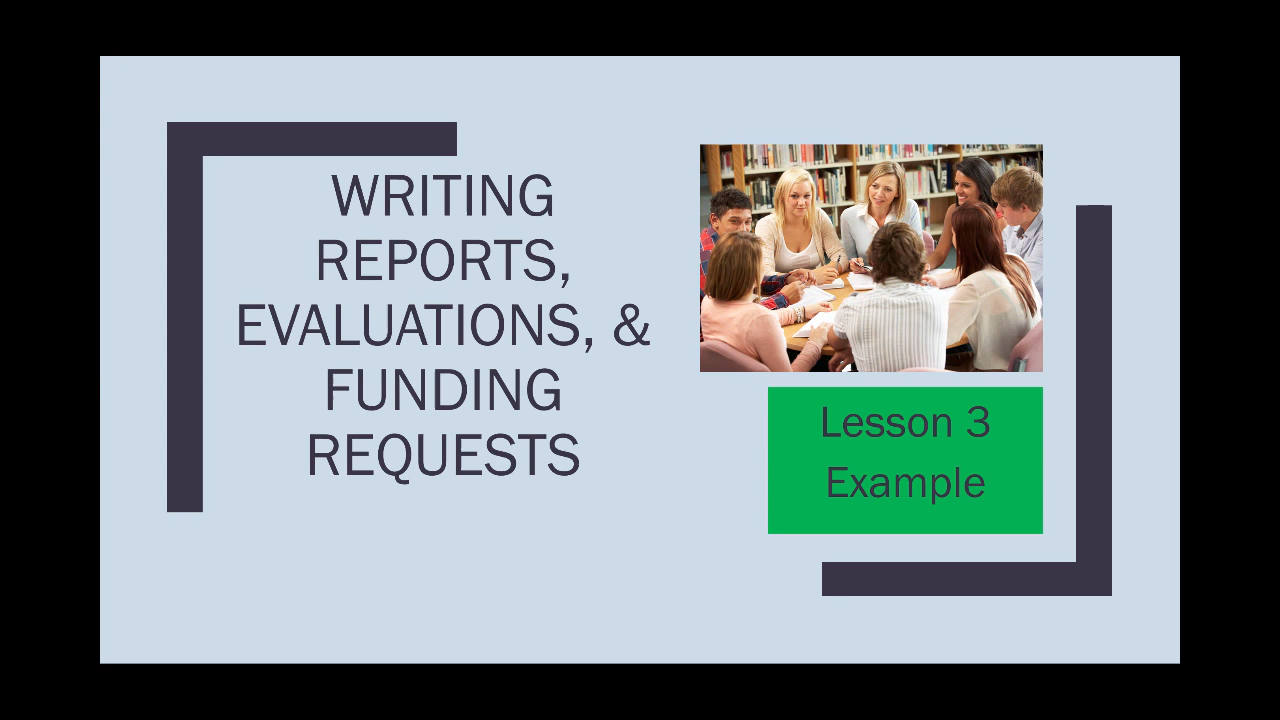 WRITING
REPORTS,
EVALUATIONS, &
FUNDING
REQUESTS
Lesson 3
Example